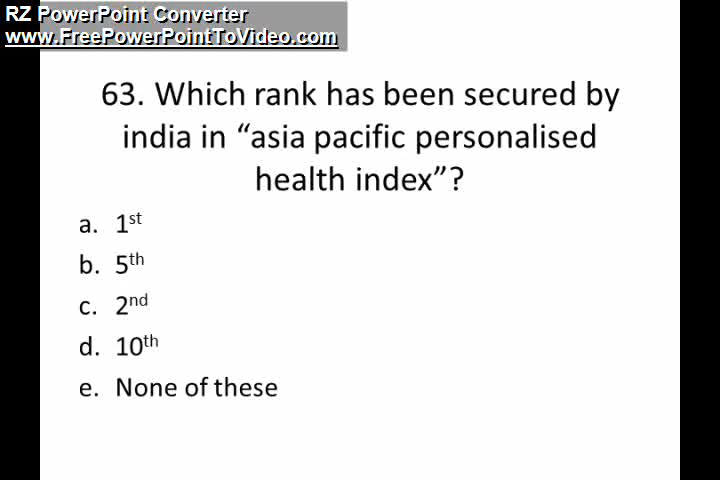 RZ PowerPoint Converter
www.FreePowerPointToVideo.com
63. Which rank has been secured by
india in “asia pacific personalised
health index”?
a. 1st
b. 5th
c. 2nd
d. 10th
e. None of these